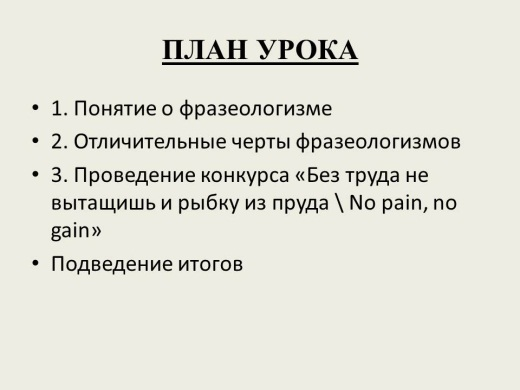 ПЛАН УРОКА
• 1. Понятие о фразеологизме
• 2. Отличительные черты фразеологизмов
• 3. Проведение конкурса «Без труда не
вытащишь и рыбку из пруда \ No pain, no
gain»
• Подведение итогов